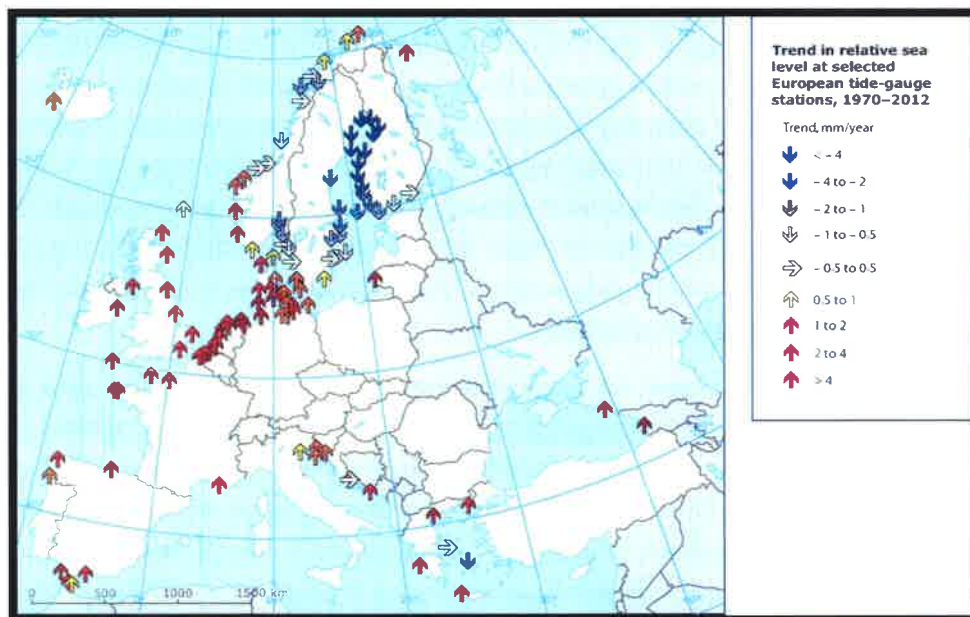 Trend in relative sea
level at selected
European tide-gauge
stations, 1970–2012
Trend, mm/year
< – 4
– 4 to – 2
– 2 to – 1
– 1 to – 0.5
– 0.5 to 0.5
0.5 to 1
1 to 2
2 to 4
> 4
0 500 1000 1500 km